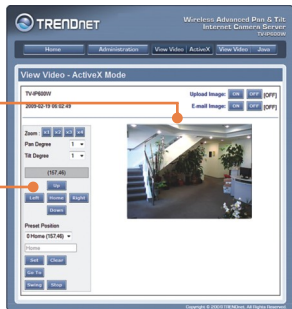 TRENDNET
Wireless Advanced Pan & Tilt
Internet Camera Server
TV-IP600W
Home Administration View Video | ActiveX View Video | Java
View Video - ActiveX Mode
TV-IP600W
Upload Image: ON OFF [OFF]
2009-02-19 06:02:49
E-mail Image: ON OFF [OFF]
Zoom : x1 x2 x3 x4
Pan Degree 1
Tilt Degree 1
(157,46)
Up
Left Home Right
Down
Preset Position
0 Home (157,46)
Home
Set Clear
Go To
Swing Stop
Copyright © 2009 TRENDnet. All Rights Reserved.